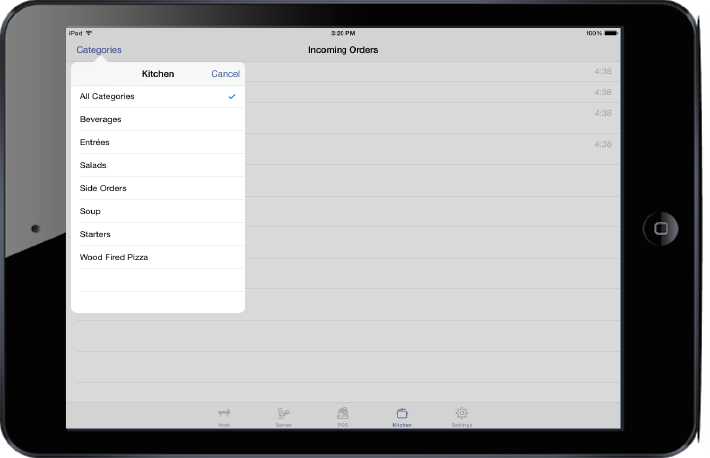 iPad 3:20 PM 100%
Categories Incoming Orders
Kitchen Cancel
4:38
All Categories
4:38
Beverages
4:38
Entrées
4:38
Salads
Side Orders
Soup
Starters
Wood Fired Pizza
Host Server POS Kitchen Settings